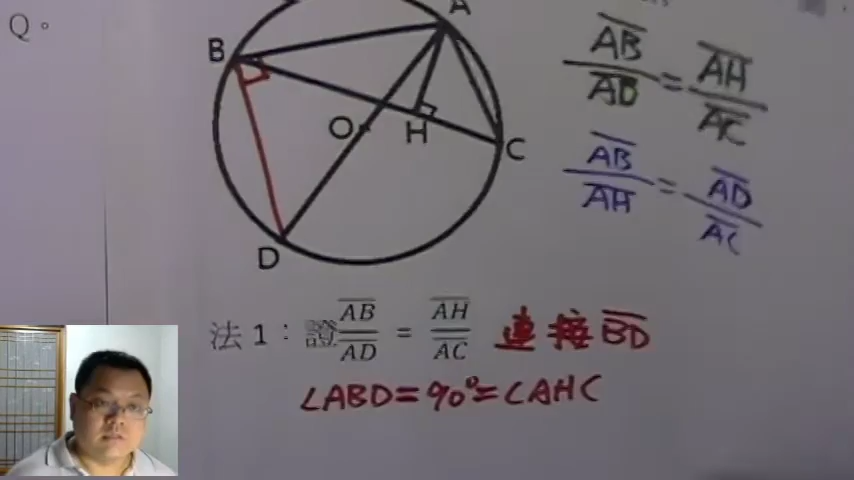 Q。
A
B
O
H
C
D
AB/AD = AH/AC
AB/AH = AD/AC
法 1：證 AB/AD = AH/AC 連接 BD
∠ABD = 90° = ∠AHC